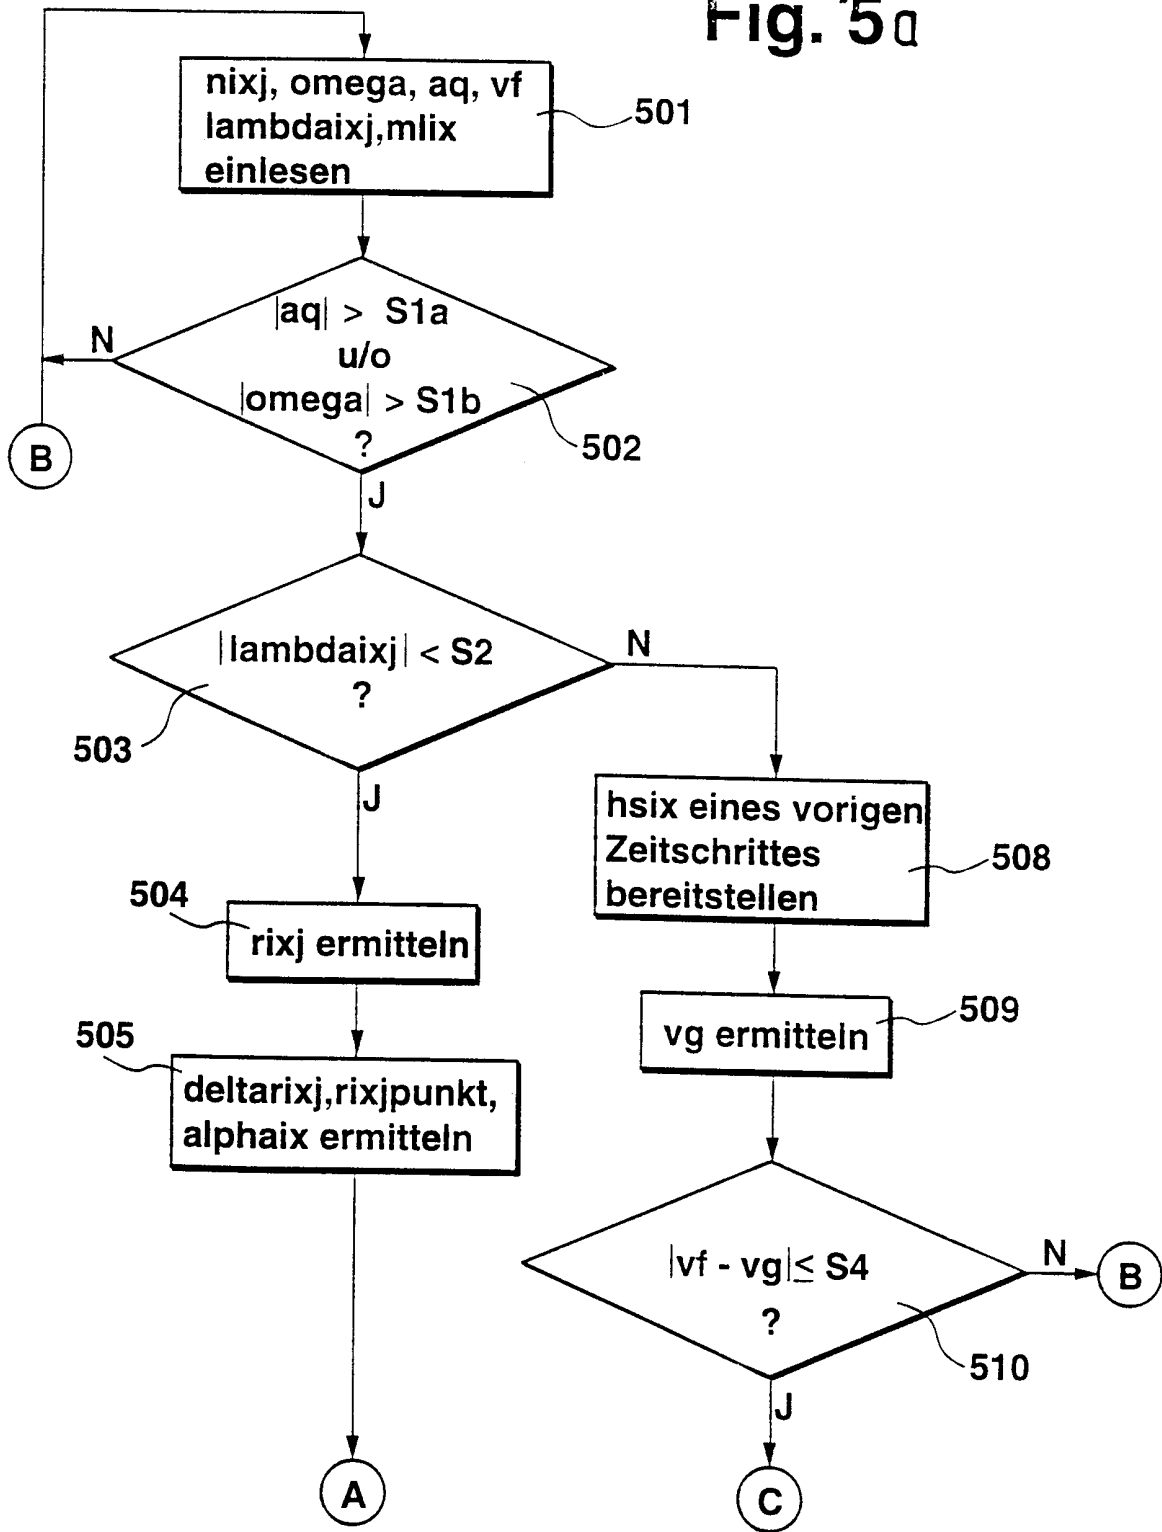 Fig. 5a
nixj, omega, aq, vf
lambdaixj,mlix
einlesen
501
|aq| > S1a
u/o
|omega| > S1b
?
N
502
B
J
|lambdaixj| < S2
?
N
503
J
hsix eines vorigen
Zeitschrittes
bereitstellen
508
504
rixj ermitteln
509
vg ermitteln
505
deltarixj,rixjpunkt,
alphaix ermitteln
|vf - vg| ≤ S4
?
N
B
510
J
A
C